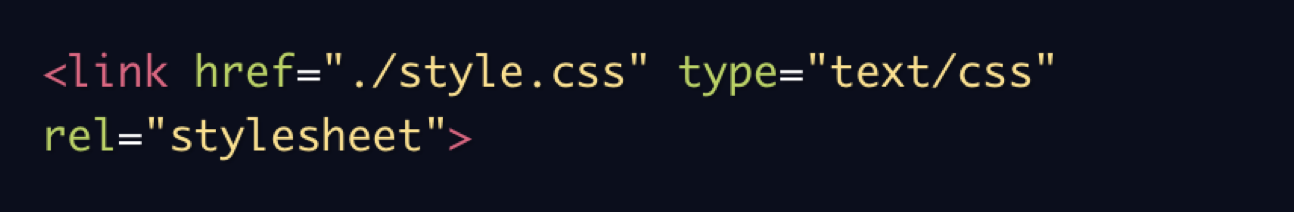 <link href="./style.css" type="text/css"
rel="stylesheet">